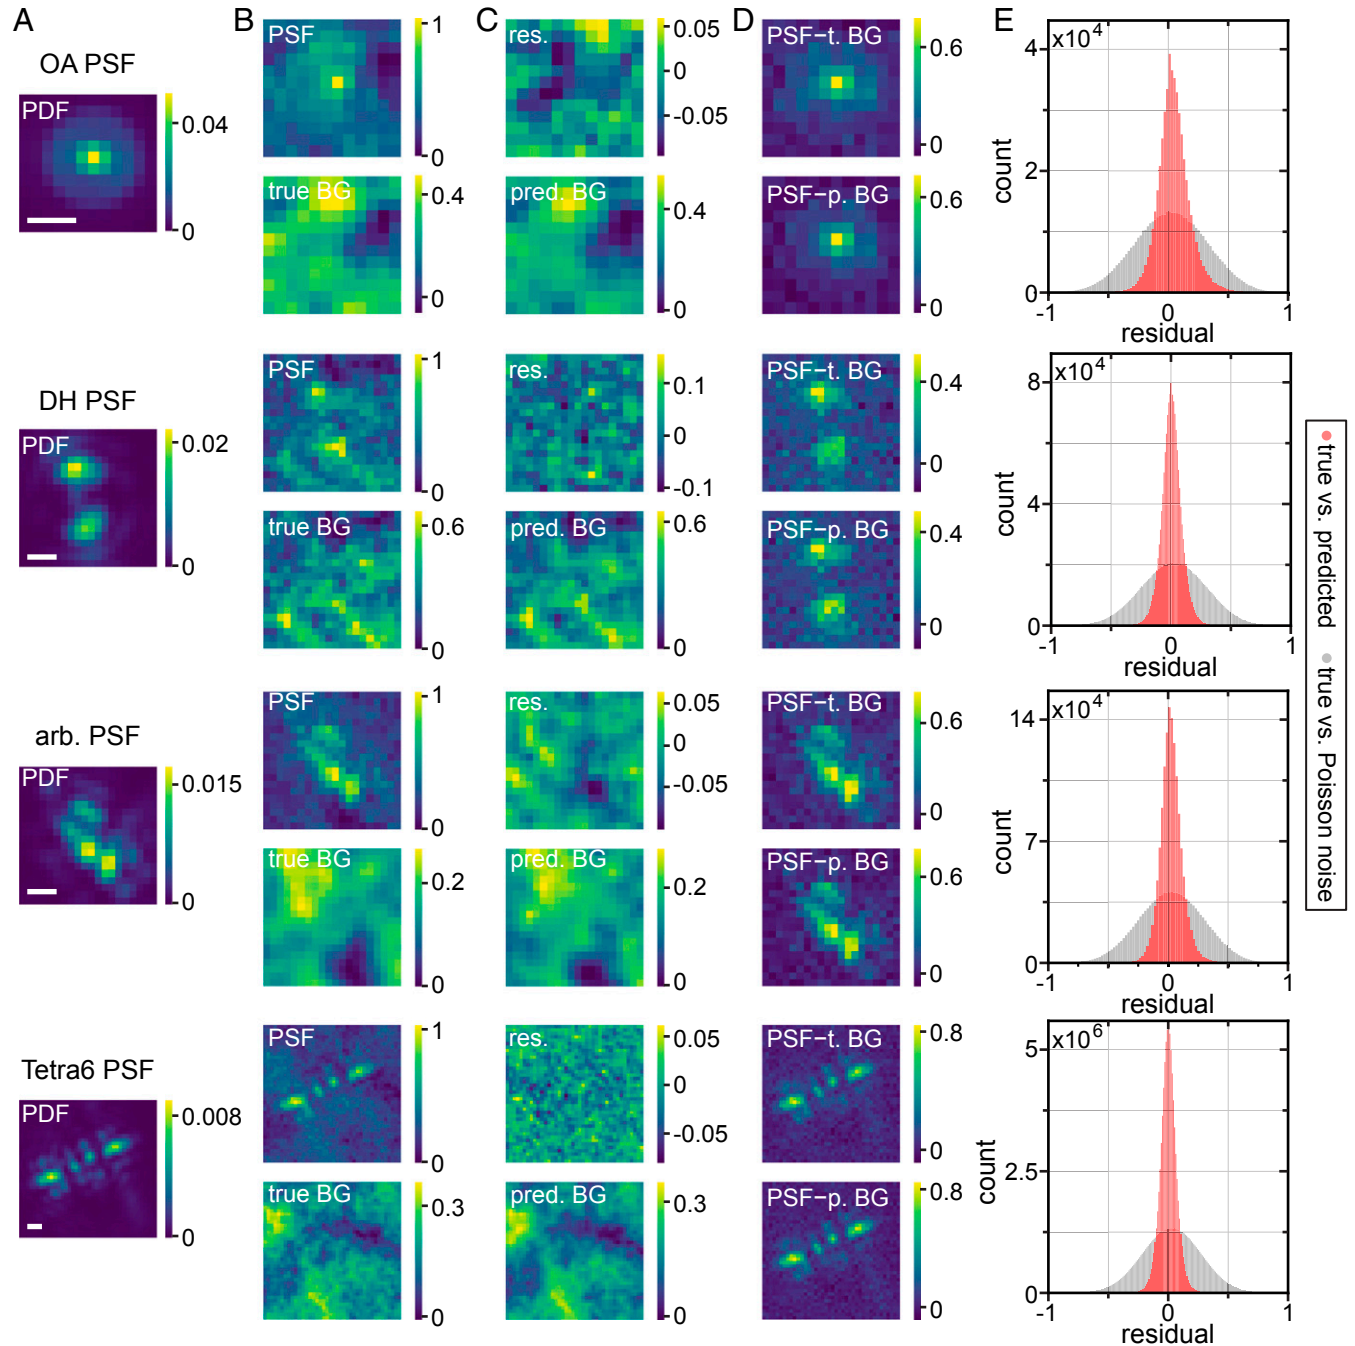 A
B
C
D
E
OA PSF
PDF
0.04
0
PSF
1
0
res.
0.05
0
-0.05
PSF-t. BG
0.6
0
true BG
0.4
0
pred. BG
0.4
0
PSF-p. BG
0.6
0
x10^4
4
2
0
count
-1
0
1
residual
DH PSF
PDF
0.02
0
PSF
1
0
res.
0.1
0
-0.1
PSF-t. BG
0.4
0
true BG
0.6
0
pred. BG
0.6
0
PSF-p. BG
0.4
0
x10^4
8
4
0
count
-1
0
1
residual
true vs. predicted
true vs. Poisson noise
arb. PSF
PDF
0.015
0
PSF
1
0
res.
0.05
0
-0.05
PSF-t. BG
0.6
0
true BG
0.2
0
pred. BG
0.2
0
PSF-p. BG
0.6
0
x10^4
14
7
0
count
-1
0
1
residual
Tetra6 PSF
PDF
0.008
0
PSF
1
0
res.
0.05
0
-0.05
PSF-t. BG
0.8
0
true BG
0.3
0
pred. BG
0.3
0
PSF-p. BG
0.8
0
x10^6
5
2.5
0
count
-1
0
1
residual